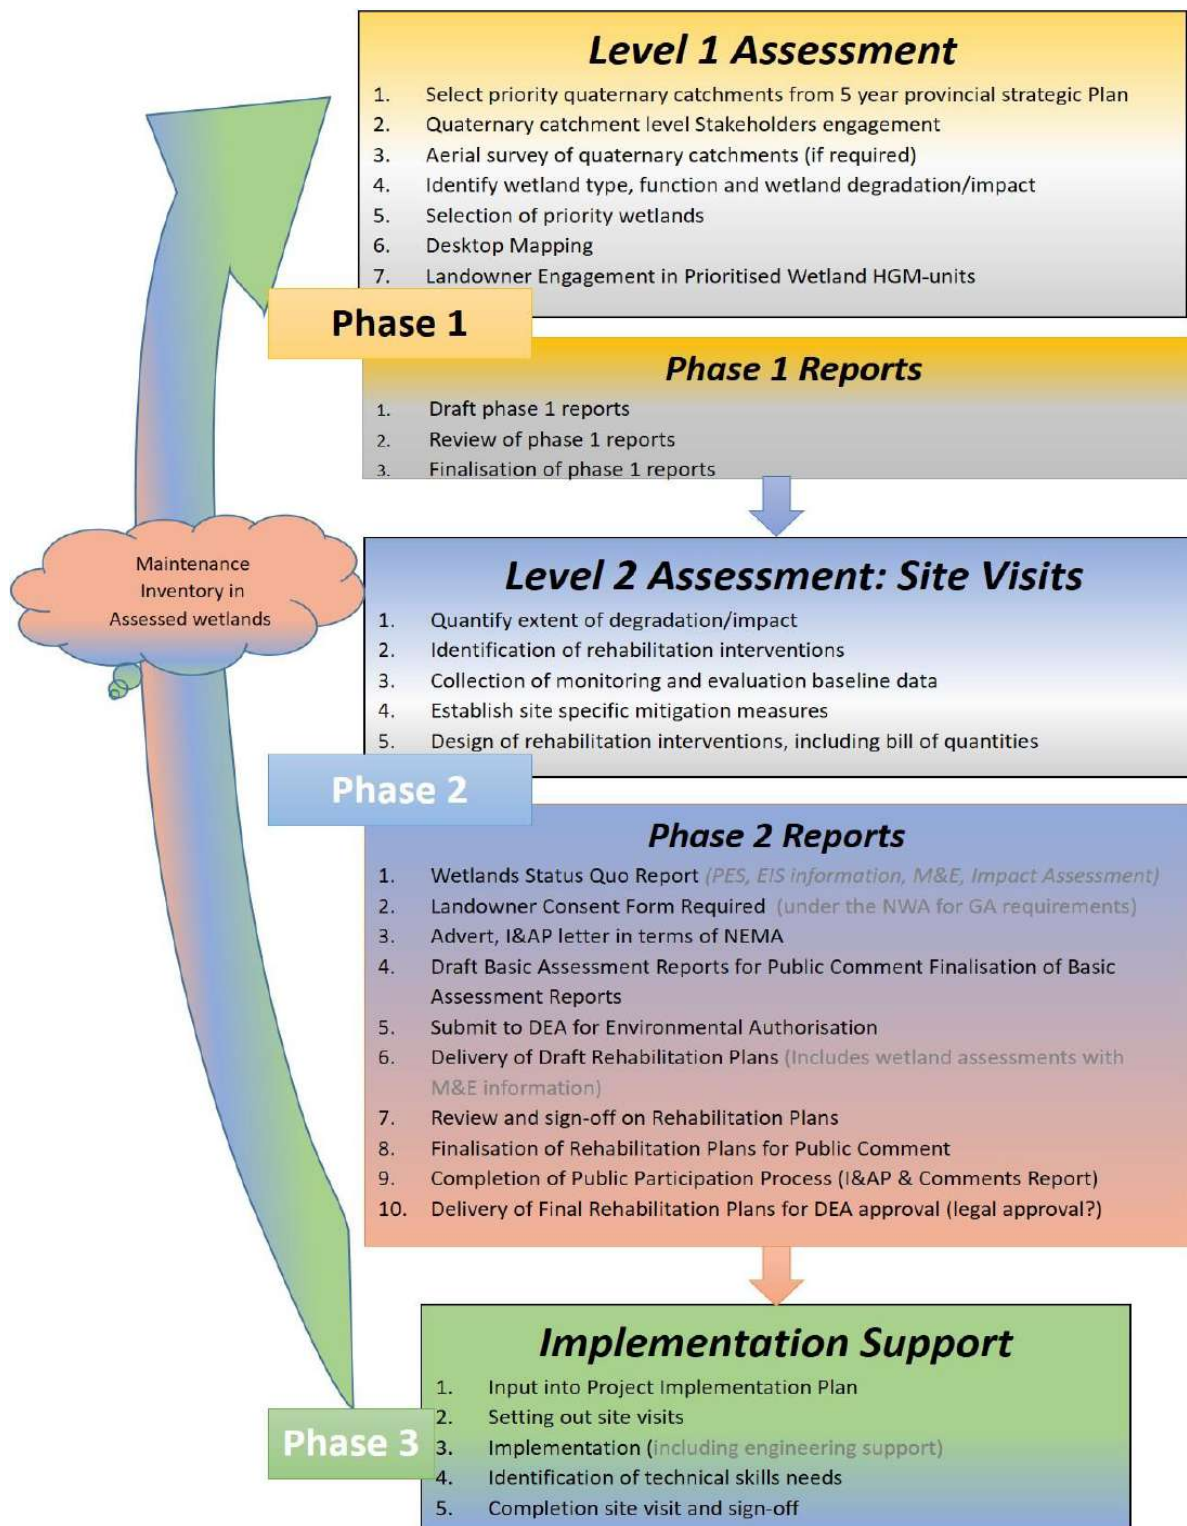 Level 1 Assessment
1. Select priority quaternary catchments from 5 year provincial strategic Plan
2. Quaternary catchment level Stakeholders engagement
3. Aerial survey of quaternary catchments (if required)
4. Identify wetland type, function and wetland degradation/impact
5. Selection of priority wetlands
6. Desktop Mapping
7. Landowner Engagement in Prioritised Wetland HGM-units
Phase 1
Phase 1 Reports
1. Draft phase 1 reports
2. Review of phase 1 reports
3. Finalisation of phase 1 reports
Maintenance
Inventory in
Assessed wetlands
Level 2 Assessment: Site Visits
1. Quantify extent of degradation/impact
2. Identification of rehabilitation interventions
3. Collection of monitoring and evaluation baseline data
4. Establish site specific mitigation measures
5. Design of rehabilitation interventions, including bill of quantities
Phase 2
Phase 2 Reports
1. Wetlands Status Quo Report (PES, EIS information, M&E, Impact Assessment)
2. Landowner Consent Form Required (under the NWA for GA requirements)
3. Advert, I&AP letter in terms of NEMA
4. Draft Basic Assessment Reports for Public Comment Finalisation of Basic
Assessment Reports
5. Submit to DEA for Environmental Authorisation
6. Delivery of Draft Rehabilitation Plans (Includes wetland assessments with
M&E information)
7. Review and sign-off on Rehabilitation Plans
8. Finalisation of Rehabilitation Plans for Public Comment
9. Completion of Public Participation Process (I&AP & Comments Report)
10. Delivery of Final Rehabilitation Plans for DEA approval (legal approval?)
Implementation Support
1. Input into Project Implementation Plan
2. Setting out site visits
Phase 3
3. Implementation (including engineering support)
4. Identification of technical skills needs
5. Completion site visit and sign-off